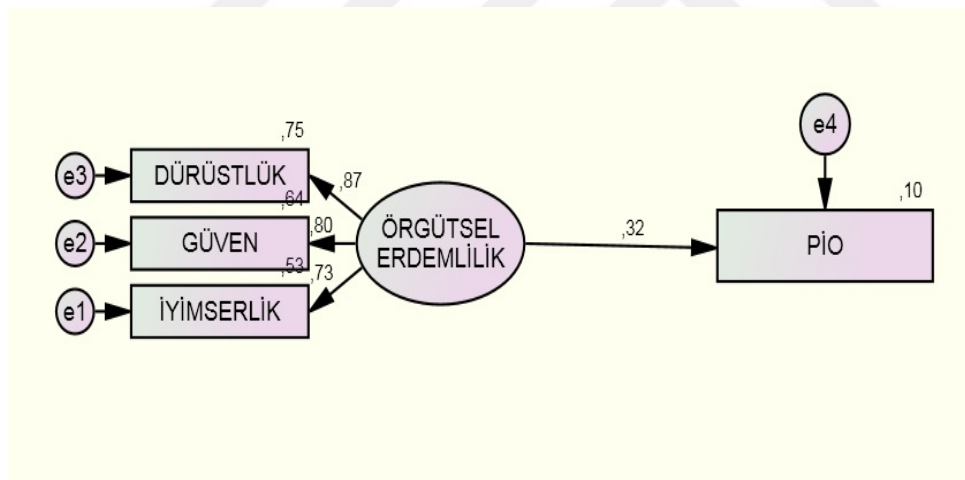 e4
,75
e3
DÜRÜSTLÜK
,87
,10
,64
e2
GÜVEN
,80
ÖRGÜTSEL
ERDEMLİLİK
,32
PİO
,53
,73
e1
İYİMSERLİK